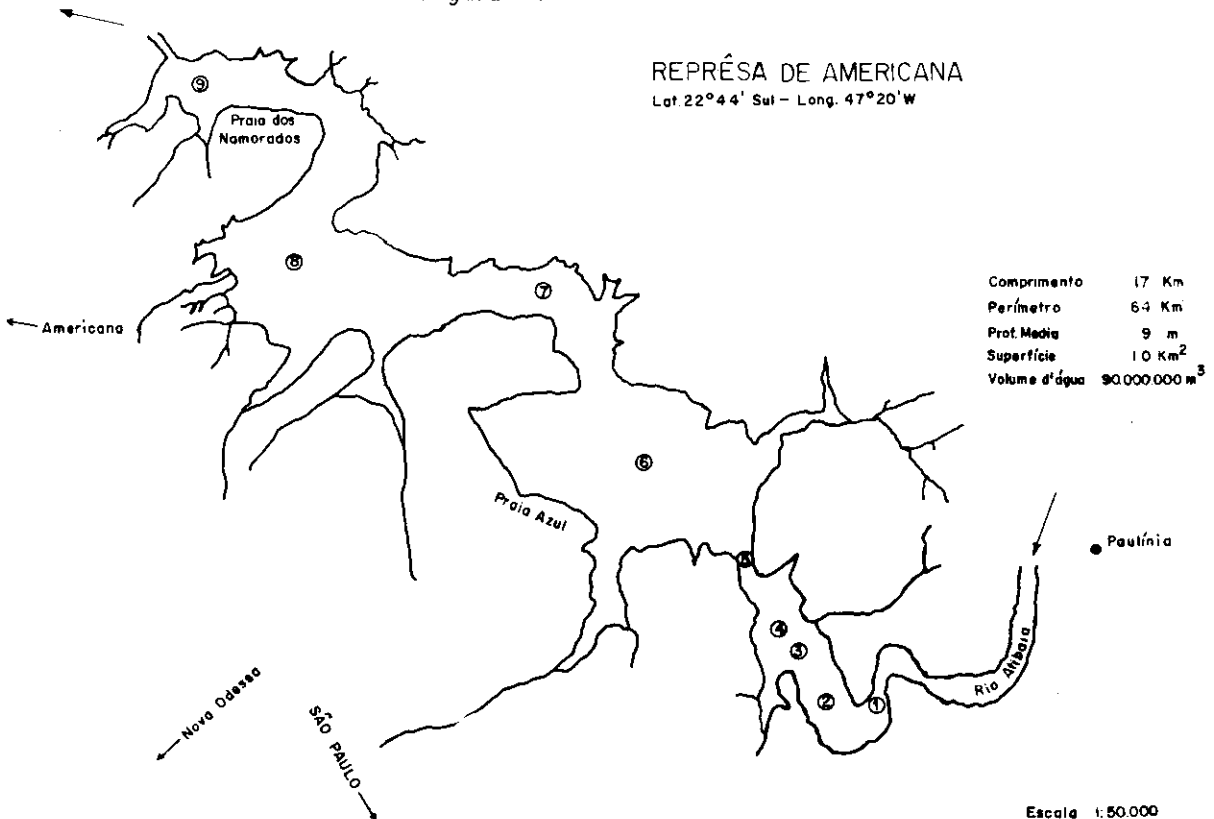 REPRÊSA DE AMERICANA
Lat. 22°44' Sul - Long. 47°20'W
⑨
Praia dos
Namorados
⑧
⑦
Comprimento 17 Km
Perímetro 64 Km
Prof. Media 9 m
Superfície 10 Km²
Volume d'água 90.000.000 m³
Americana
⑥
Praia Azul
⑤
Paulínia
④
③
Rio Atibaia
②
①
Nova Odessa
SÃO PAULO
Escala 1:50.000